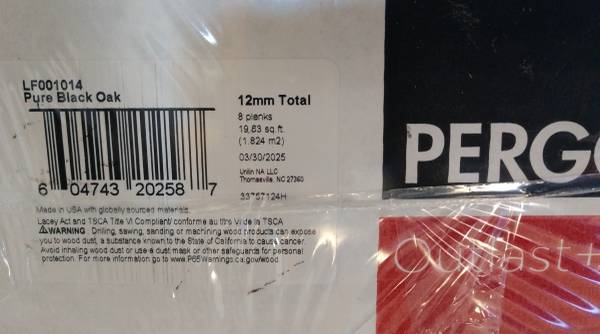 LF001014
Pure Black Oak
12mm Total
8 planks
19.63 sq.ft.
(1.824 m2)
03/30/2025
Unilin NA LLC
Thomasville, NC 27360
33757124H
6 04743 20258 7
Made in USA with globally sourced materials.
Lacey Act and TSCA Title VI Compliant/ conforme au titre VI de la TSCA
⚠WARNING : Drilling, sawing, sanding or machining wood products can expose
you to wood dust, a substance known to the State of California to cause cancer.
Avoid inhaling wood dust or use a dust mask or other safeguards for personal
protection. For more information go to www.P65Warnings.ca.gov/wood
PERGO
Outlast+